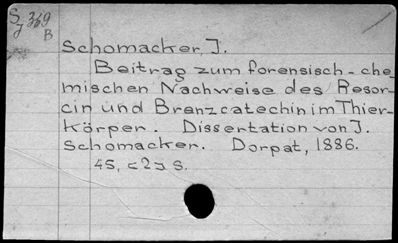 S
J 369
B
Schomacker, J.
Beitrag zum forensisch-che
mischen Nachweise des Resor-
cin und Brenzcatechin im Thier-
körper. Dissertation von J.
Schomacker. Dorpat, 1886.
45, <2> S.